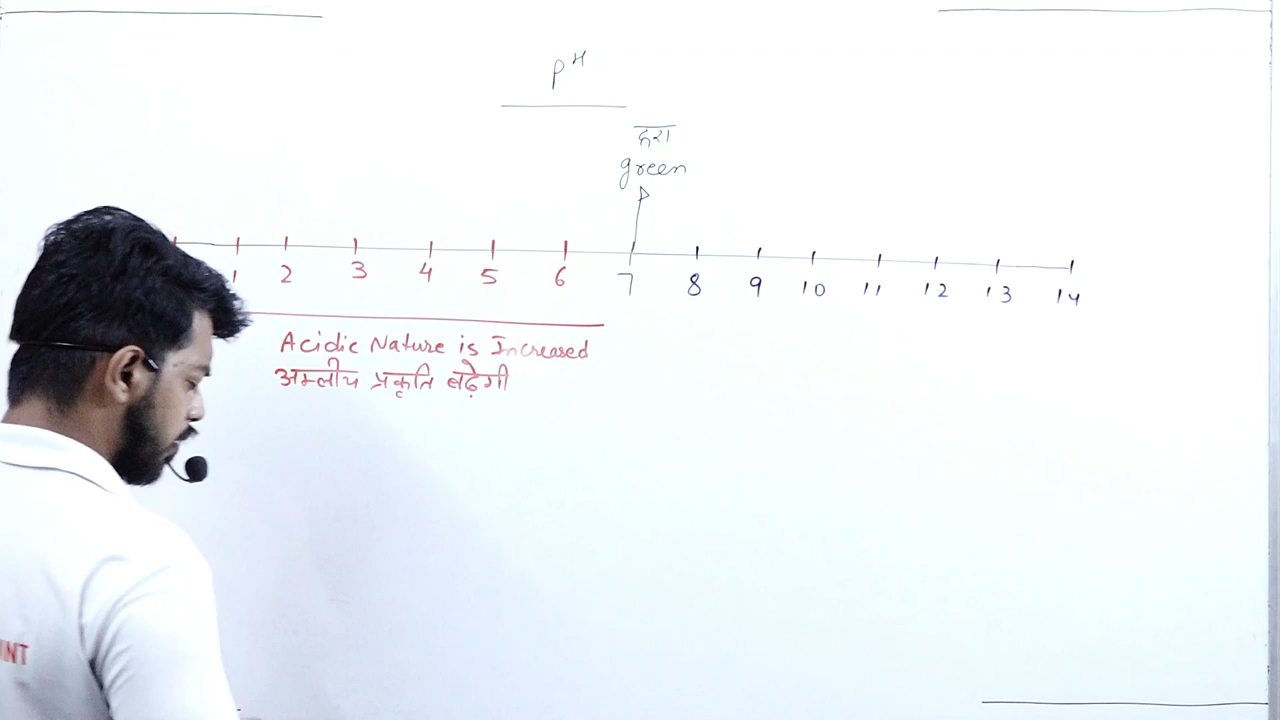 pH
हरा
green
1 2 3 4 5 6 7 8 9 10 11 12 13 14
Acidic Nature is Increased
अम्लीय प्रकृति बढ़ेगी
INT